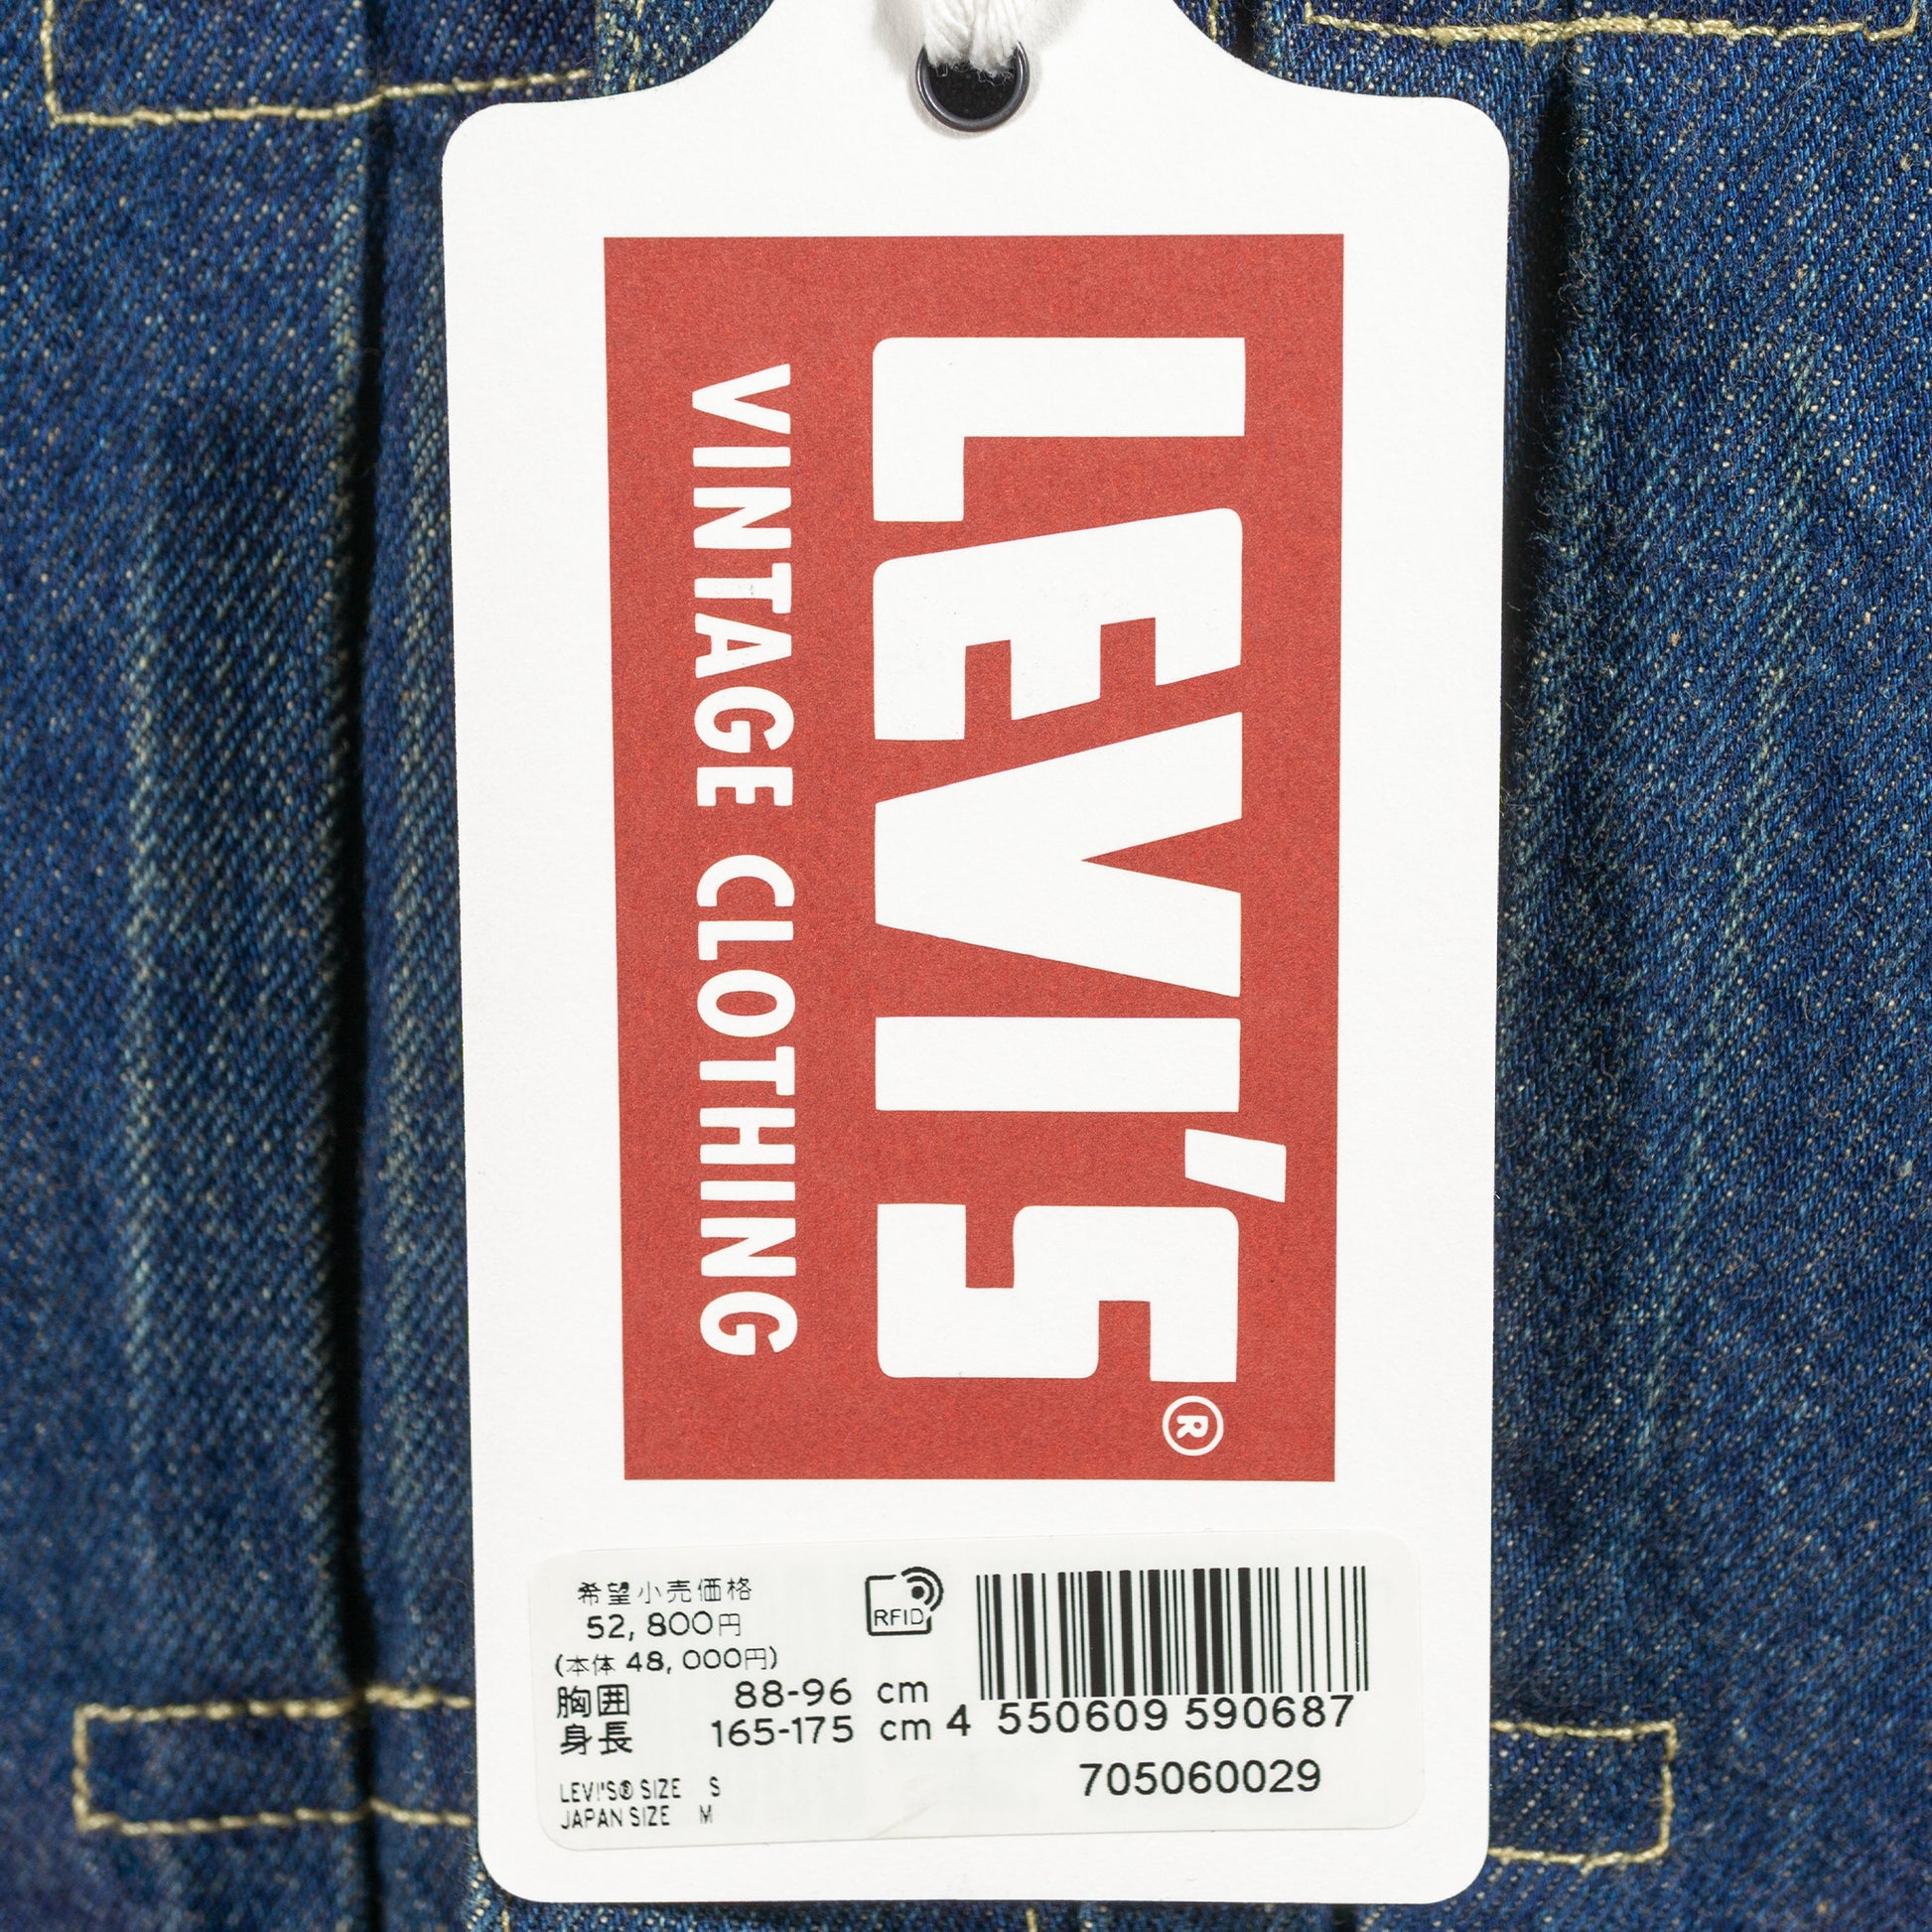 LEVI'S®
VINTAGE CLOTHING
希望小売価格
52,800円
(本体 48,000円)
胸囲 88-96 cm
身長 165-175 cm
LEVI'S® SIZE S
JAPAN SIZE M
RFID
4 550609 590687
705060029